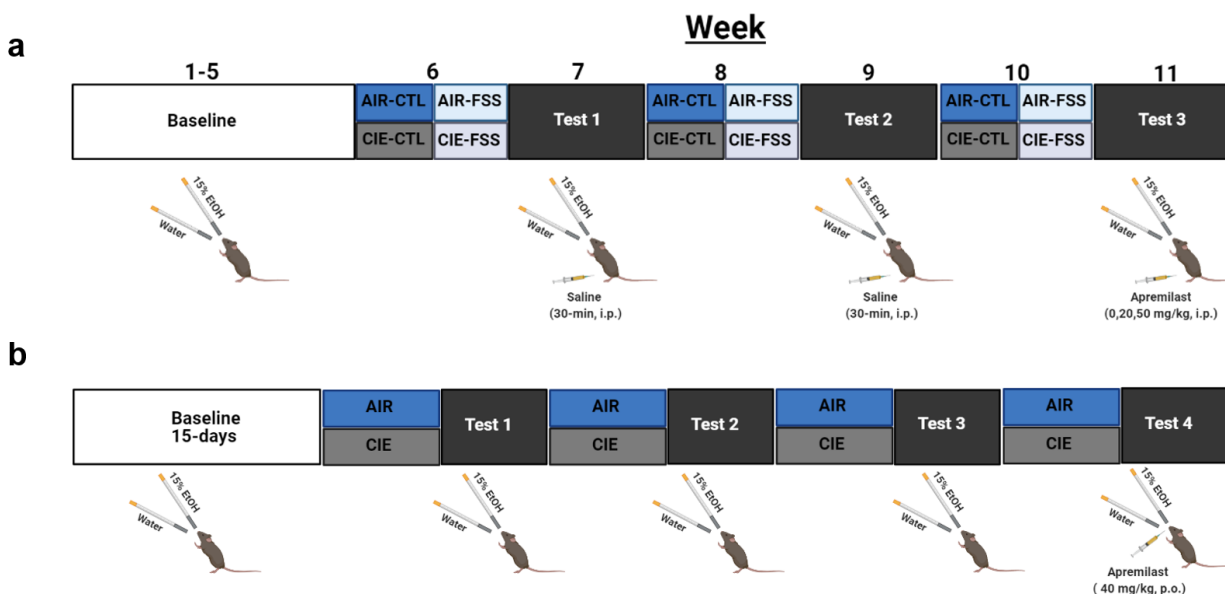 Week
a
1-5 6 7 8 9 10 11
Baseline
AIR-CTL AIR-FSS
CIE-CTL CIE-FSS
Test 1
AIR-CTL AIR-FSS
CIE-CTL CIE-FSS
Test 2
AIR-CTL AIR-FSS
CIE-CTL CIE-FSS
Test 3
15% EtOH
Water
15% EtOH
Water
Saline
(30-min, i.p.)
15% EtOH
Water
Saline
(30-min, i.p.)
15% EtOH
Water
Apremilast
(0,20,50 mg/kg, i.p.)
b
Baseline
15-days
AIR
CIE
Test 1
AIR
CIE
Test 2
AIR
CIE
Test 3
AIR
CIE
Test 4
15% EtOH
Water
15% EtOH
Water
15% EtOH
Water
15% EtOH
Water
15% EtOH
Water
Apremilast
( 40 mg/kg, p.o.)